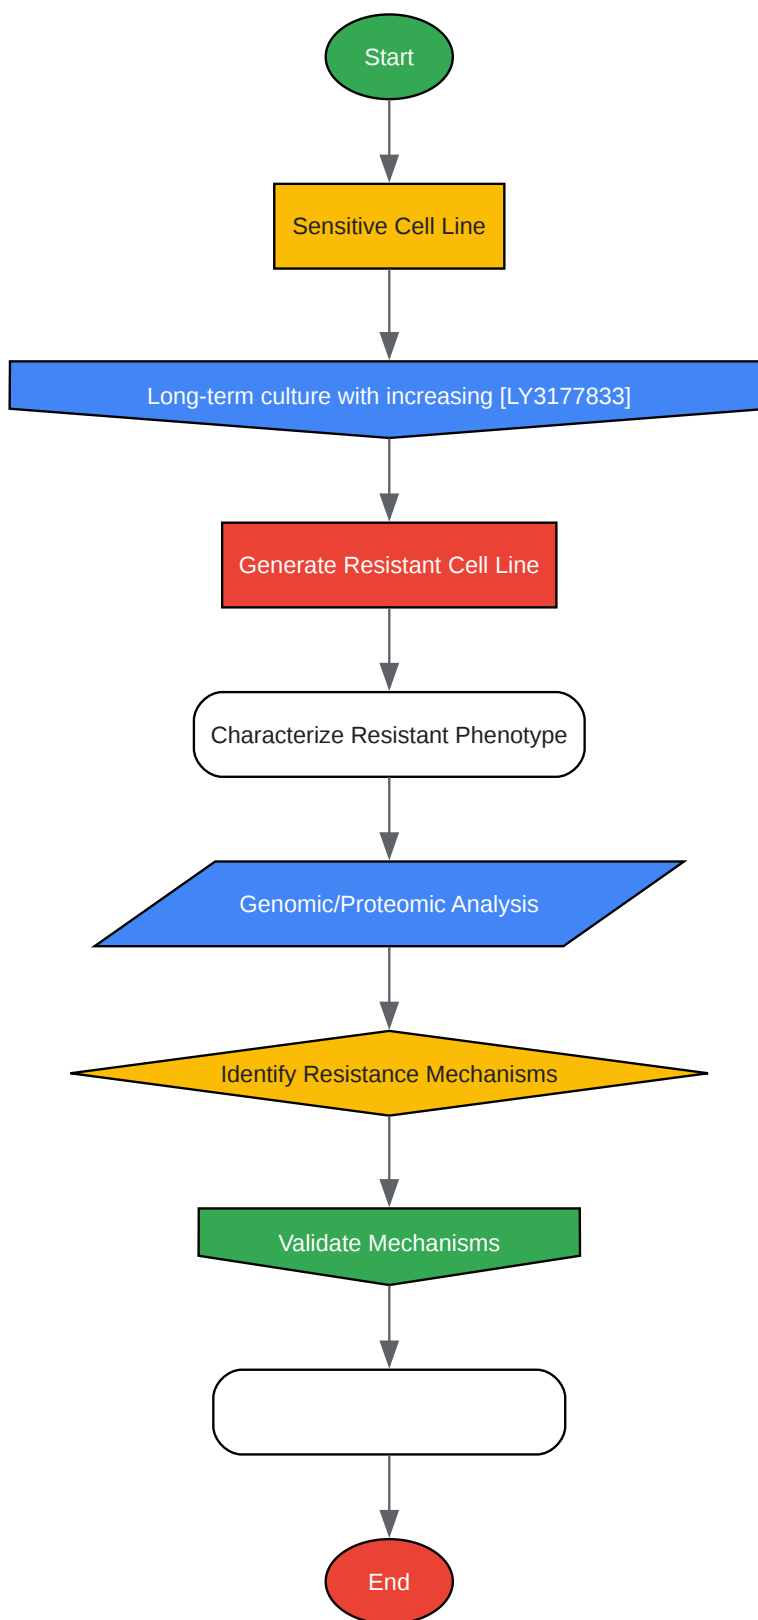 Start
Sensitive Cell Line
Long-term culture with increasing [LY3177833]
Generate Resistant Cell Line
Characterize Resistant Phenotype
Genomic/Proteomic Analysis
Identify Resistance Mechanisms
Validate Mechanisms
End